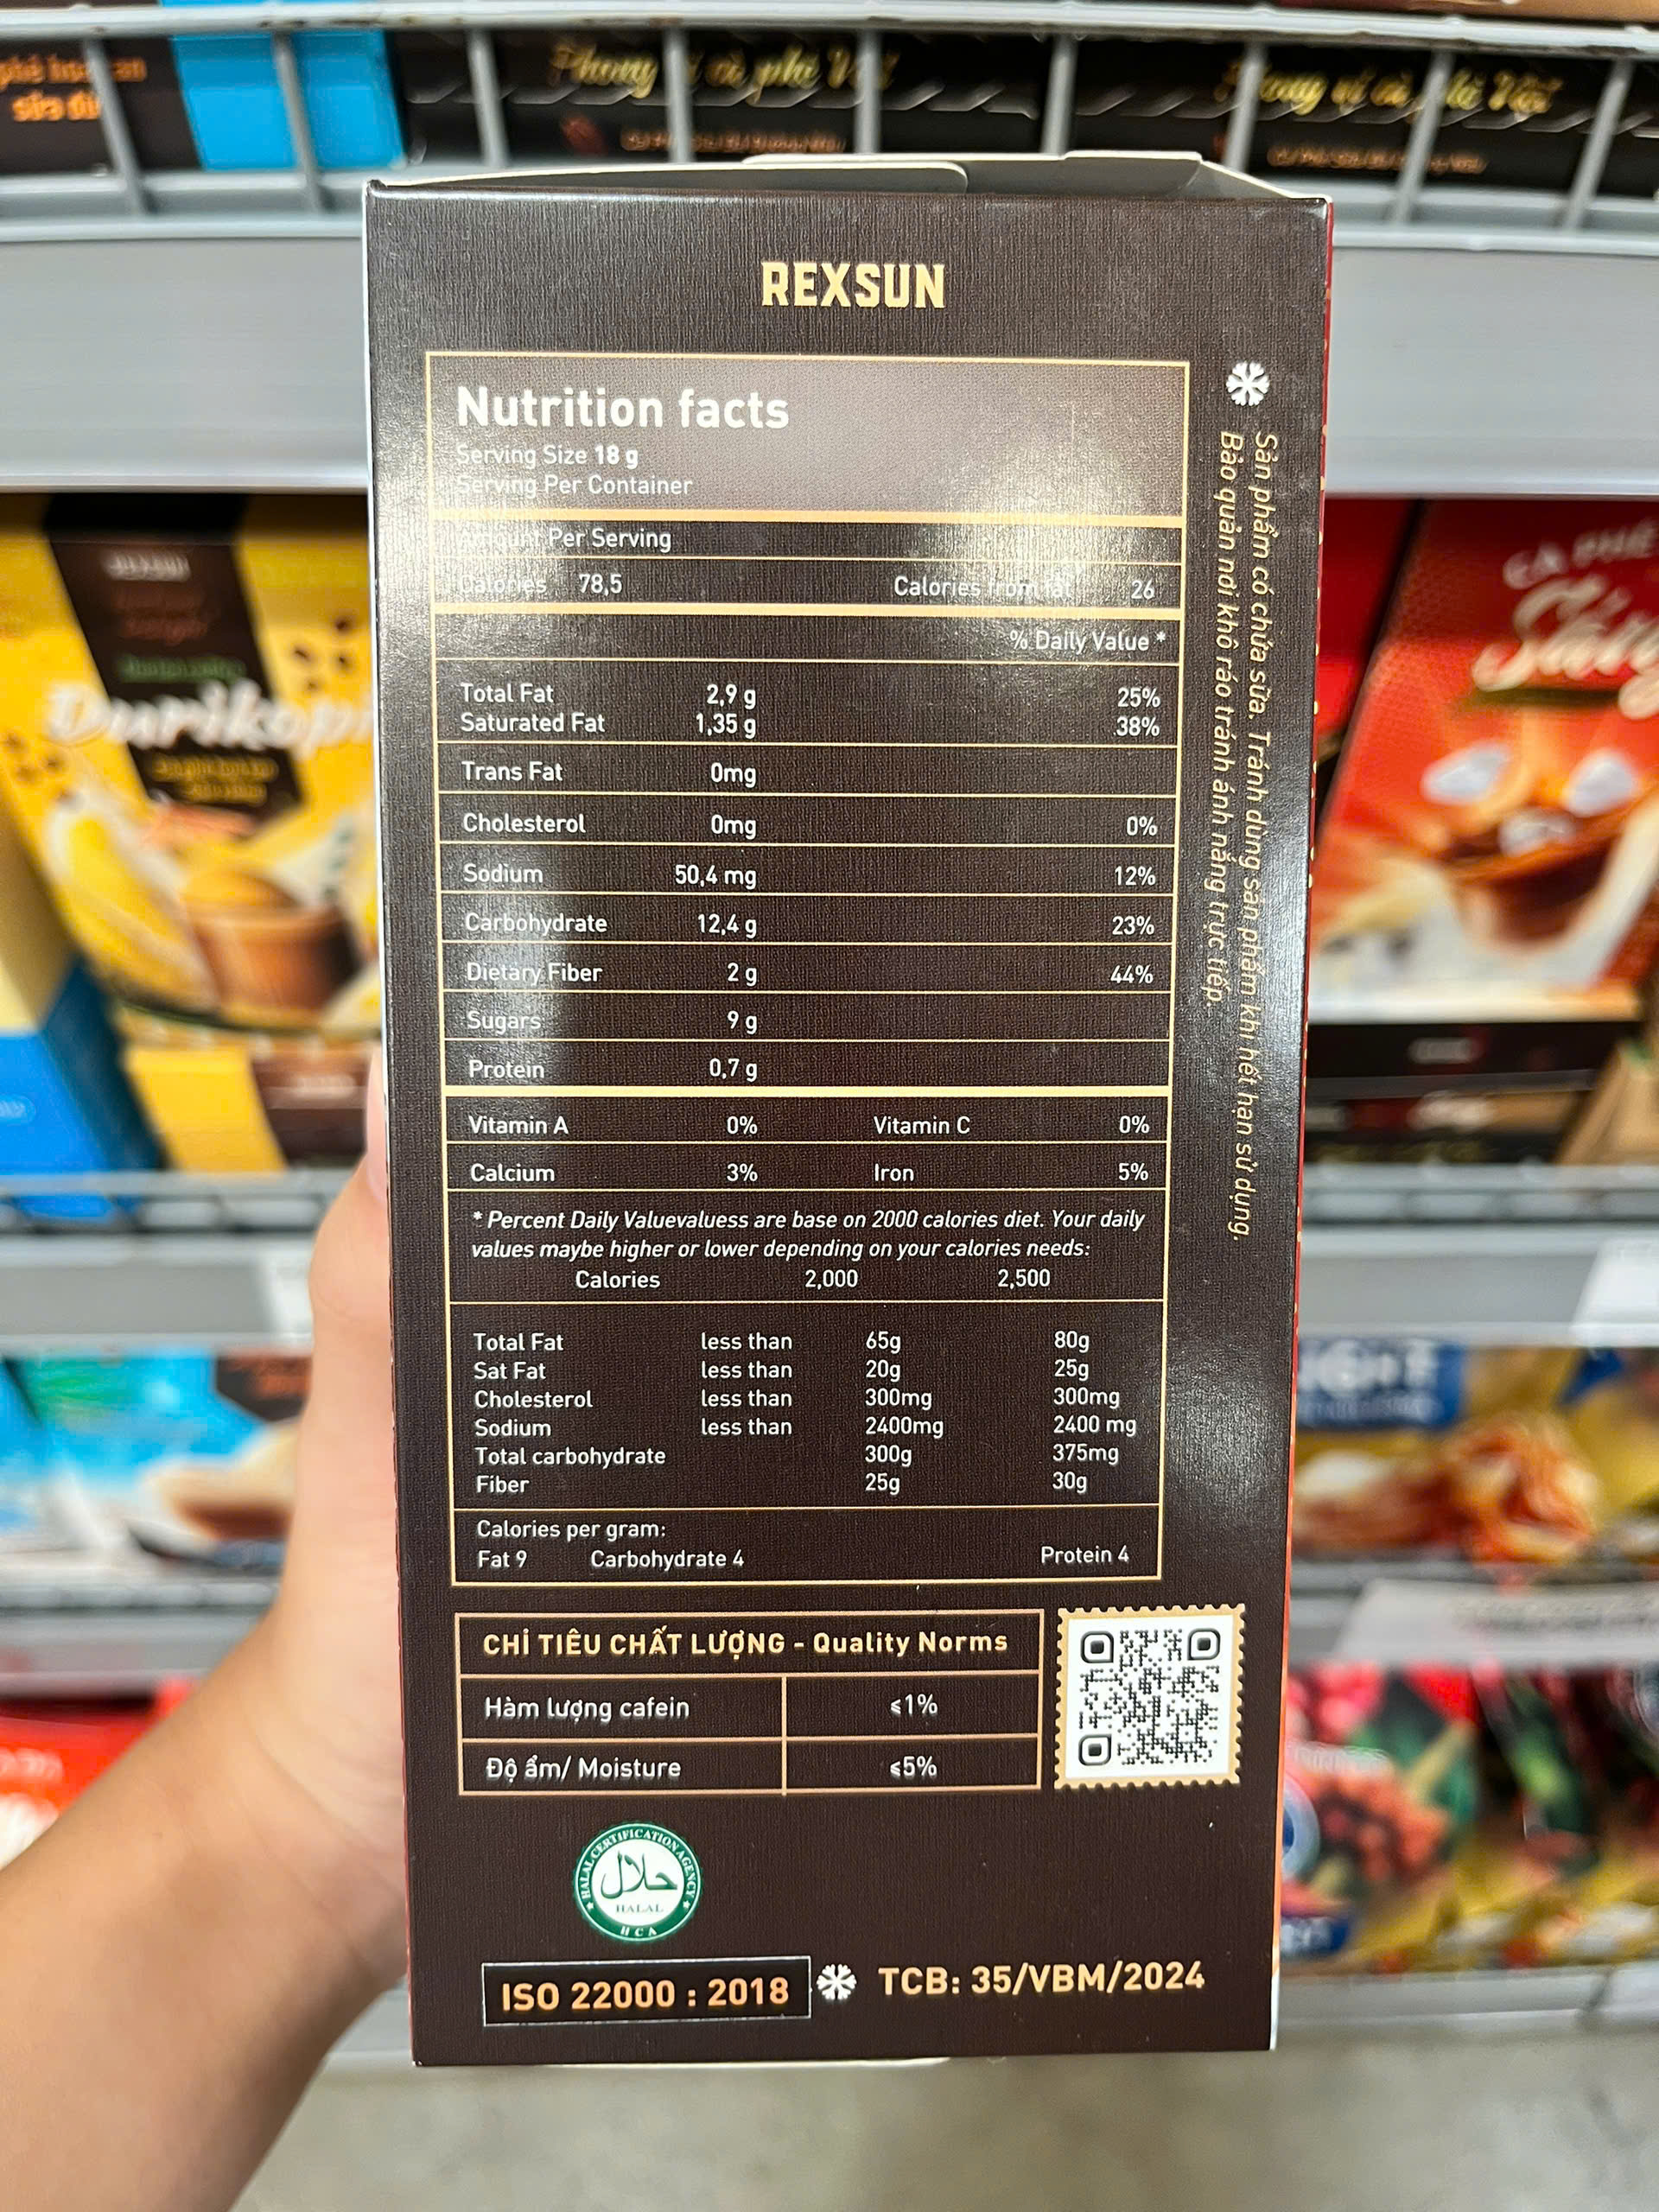 Phong vị cà phê Việt
REXSUN
Nutrition facts
Serving Size 18 g
Serving Per Container
Amount Per Serving
Calories 78,5 Calories from fat 26
% Daily Value *
Total Fat 2,9 g 25%
Saturated Fat 1,35 g 38%
Trans Fat 0mg
Cholesterol 0mg 0%
Sodium 50,4 mg 12%
Carbohydrate 12,4 g 23%
Dietary Fiber 2 g 44%
Sugars 9 g
Protein 0,7 g
Vitamin A 0% Vitamin C 0%
Calcium 3% Iron 5%
* Percent Daily Valuevaluess are base on 2000 calories diet. Your daily
values maybe higher or lower depending on your calories needs:
Calories 2,000 2,500
Total Fat less than 65g 80g
Sat Fat less than 20g 25g
Cholesterol less than 300mg 300mg
Sodium less than 2400mg 2400 mg
Total carbohydrate 300g 375mg
Fiber 25g 30g
Calories per gram:
Fat 9 Carbohydrate 4 Protein 4
Sản phẩm có chứa sữa. Tránh dùng sản phẩm khi hết hạn sử dụng.
Bảo quản nơi khô ráo tránh ánh nắng trực tiếp.
CHỈ TIÊU CHẤT LƯỢNG - Quality Norms
Hàm lượng cafein ≤1%
Độ ẩm/ Moisture ≤5%
HALAL CERTIFICATION AGENCY
حلال
HALAL
HCA
ISO 22000 : 2018
TCB: 35/VBM/2024
Durikopi
CÀ PHÊ